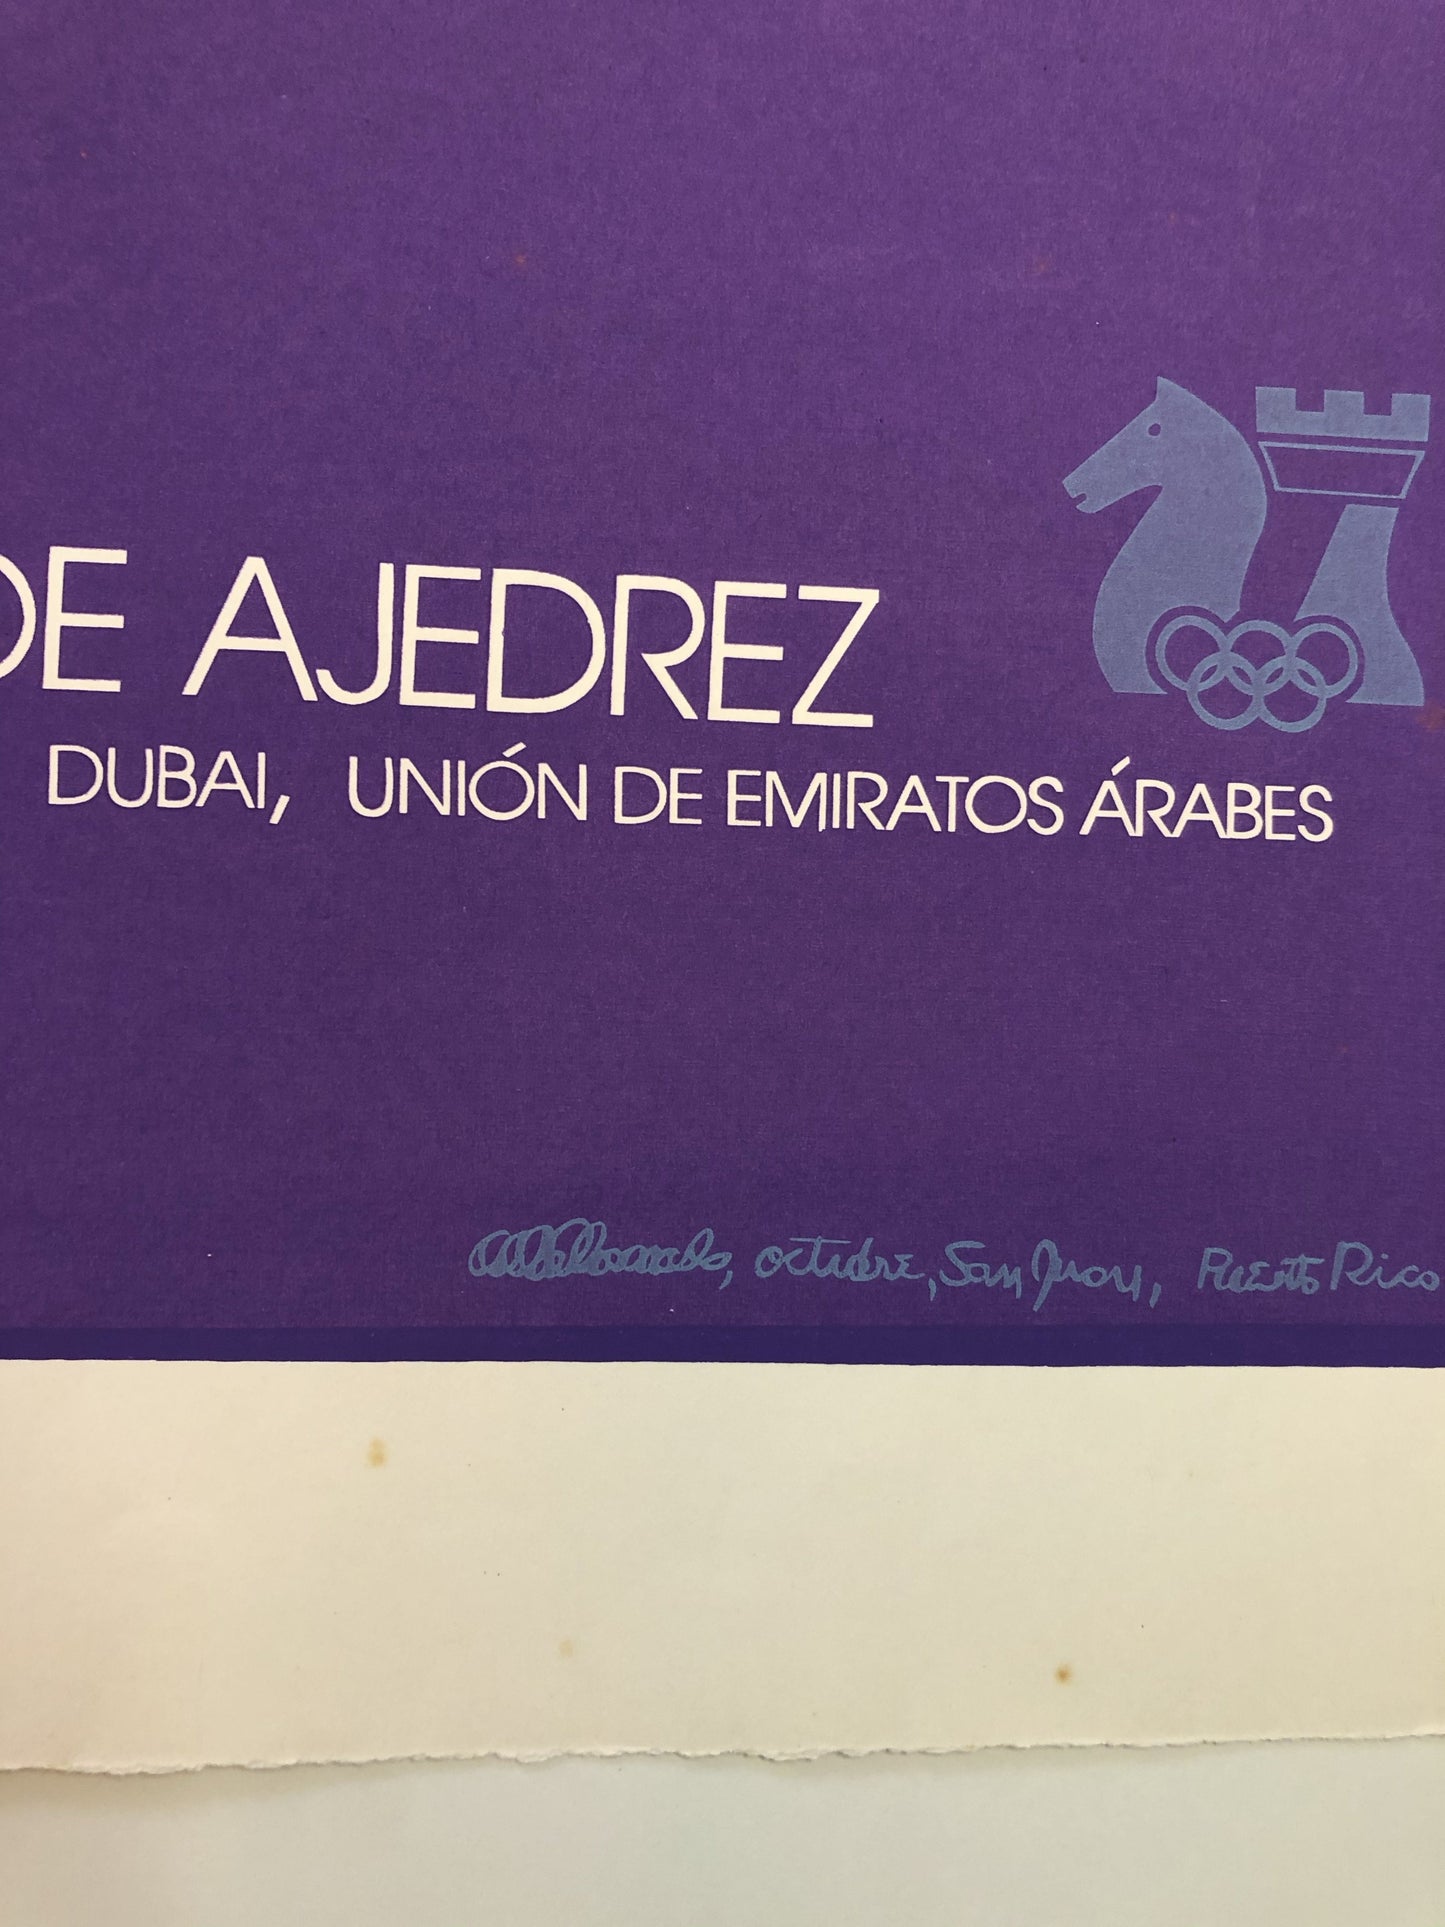 DE AJEDREZ
DUBAI, UNIÓN DE EMIRATOS ÁRABES
, octubre, San Juan, Puerto Rico